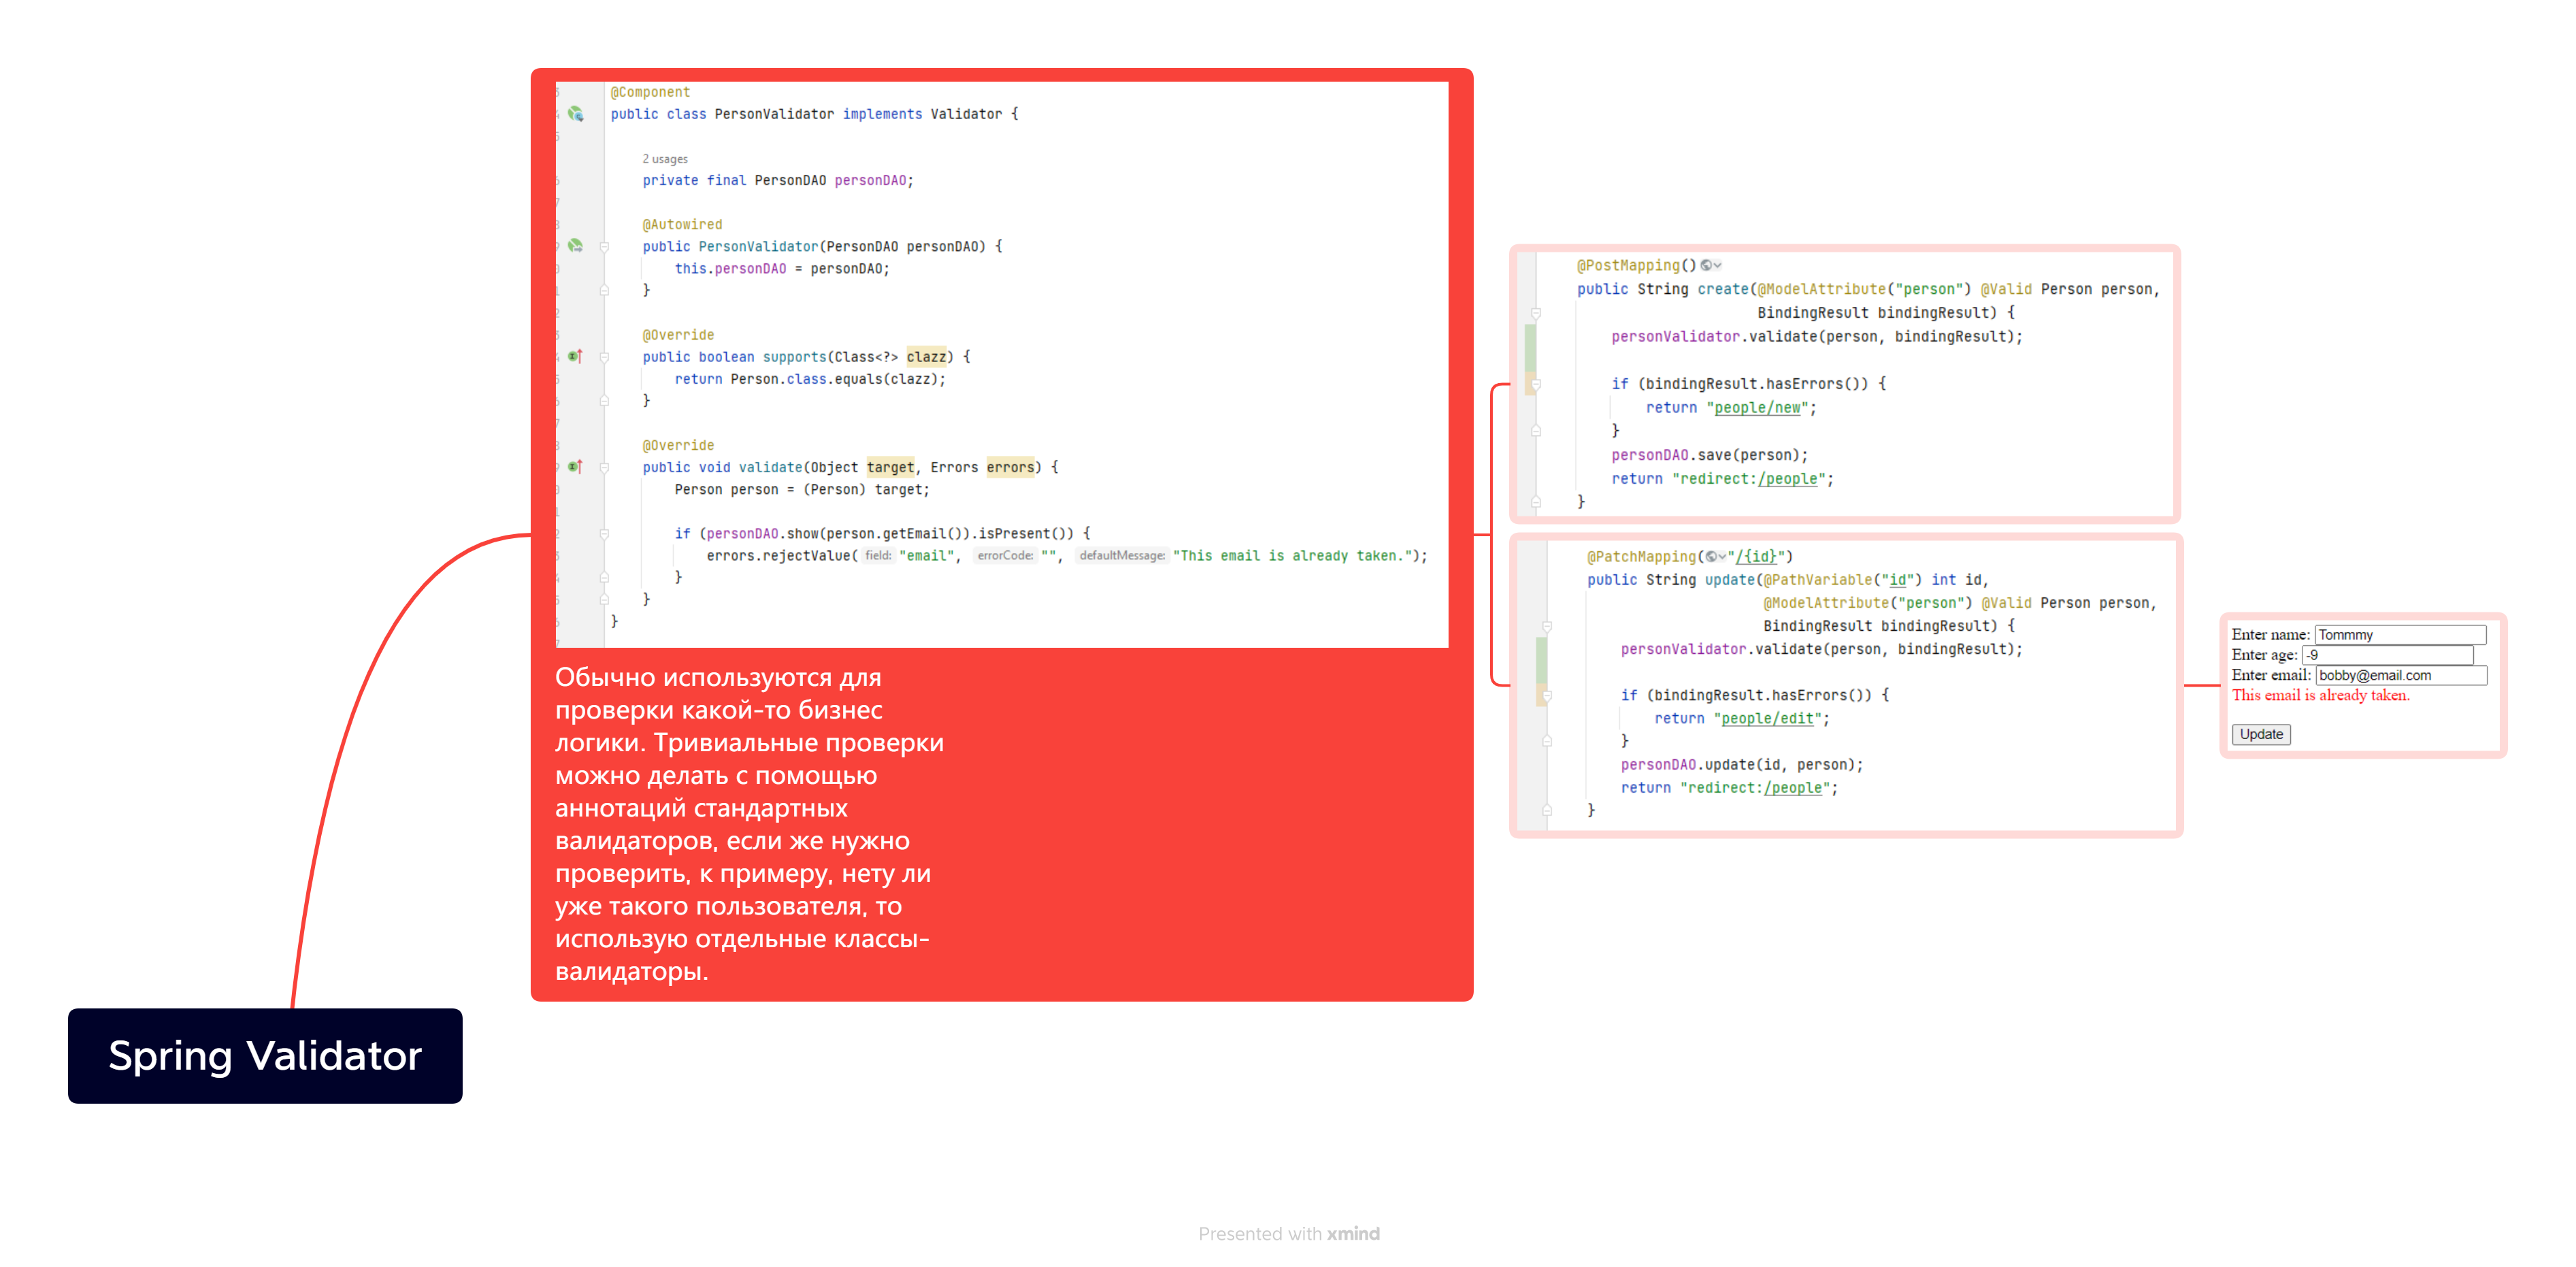 @Component
public class PersonValidator implements Validator {
2 usages
private final PersonDAO personDAO;
@Autowired
public PersonValidator(PersonDAO personDAO) {
this.personDAO = personDAO;
}
@Override
public boolean supports(Class<?> clazz) {
return Person.class.equals(clazz);
}
@Override
public void validate(Object target, Errors errors) {
Person person = (Person) target;
if (personDAO.show(person.getEmail()).isPresent()) {
errors.rejectValue( field: "email", errorCode: "", defaultMessage: "This email is already taken.");
}
}
}
Обычно используются для
проверки какой-то бизнес
логики. Тривиальные проверки
можно делать с помощью
аннотаций стандартных
валидаторов, если же нужно
проверить, к примеру, нету ли
уже такого пользователя, то
использую отдельные классы-
валидаторы.
@PostMapping()
public String create(@ModelAttribute("person") @Valid Person person,
BindingResult bindingResult) {
personValidator.validate(person, bindingResult);
if (bindingResult.hasErrors()) {
return "people/new";
}
personDAO.save(person);
return "redirect:/people";
}
@PatchMapping("/{id}")
public String update(@PathVariable("id") int id,
@ModelAttribute("person") @Valid Person person,
BindingResult bindingResult) {
personValidator.validate(person, bindingResult);
if (bindingResult.hasErrors()) {
return "people/edit";
}
personDAO.update(id, person);
return "redirect:/people";
}
Enter name: Tommmy
Enter age: -9
Enter email: bobby@email.com
This email is already taken.
Update
Spring Validator
Presented with xmind